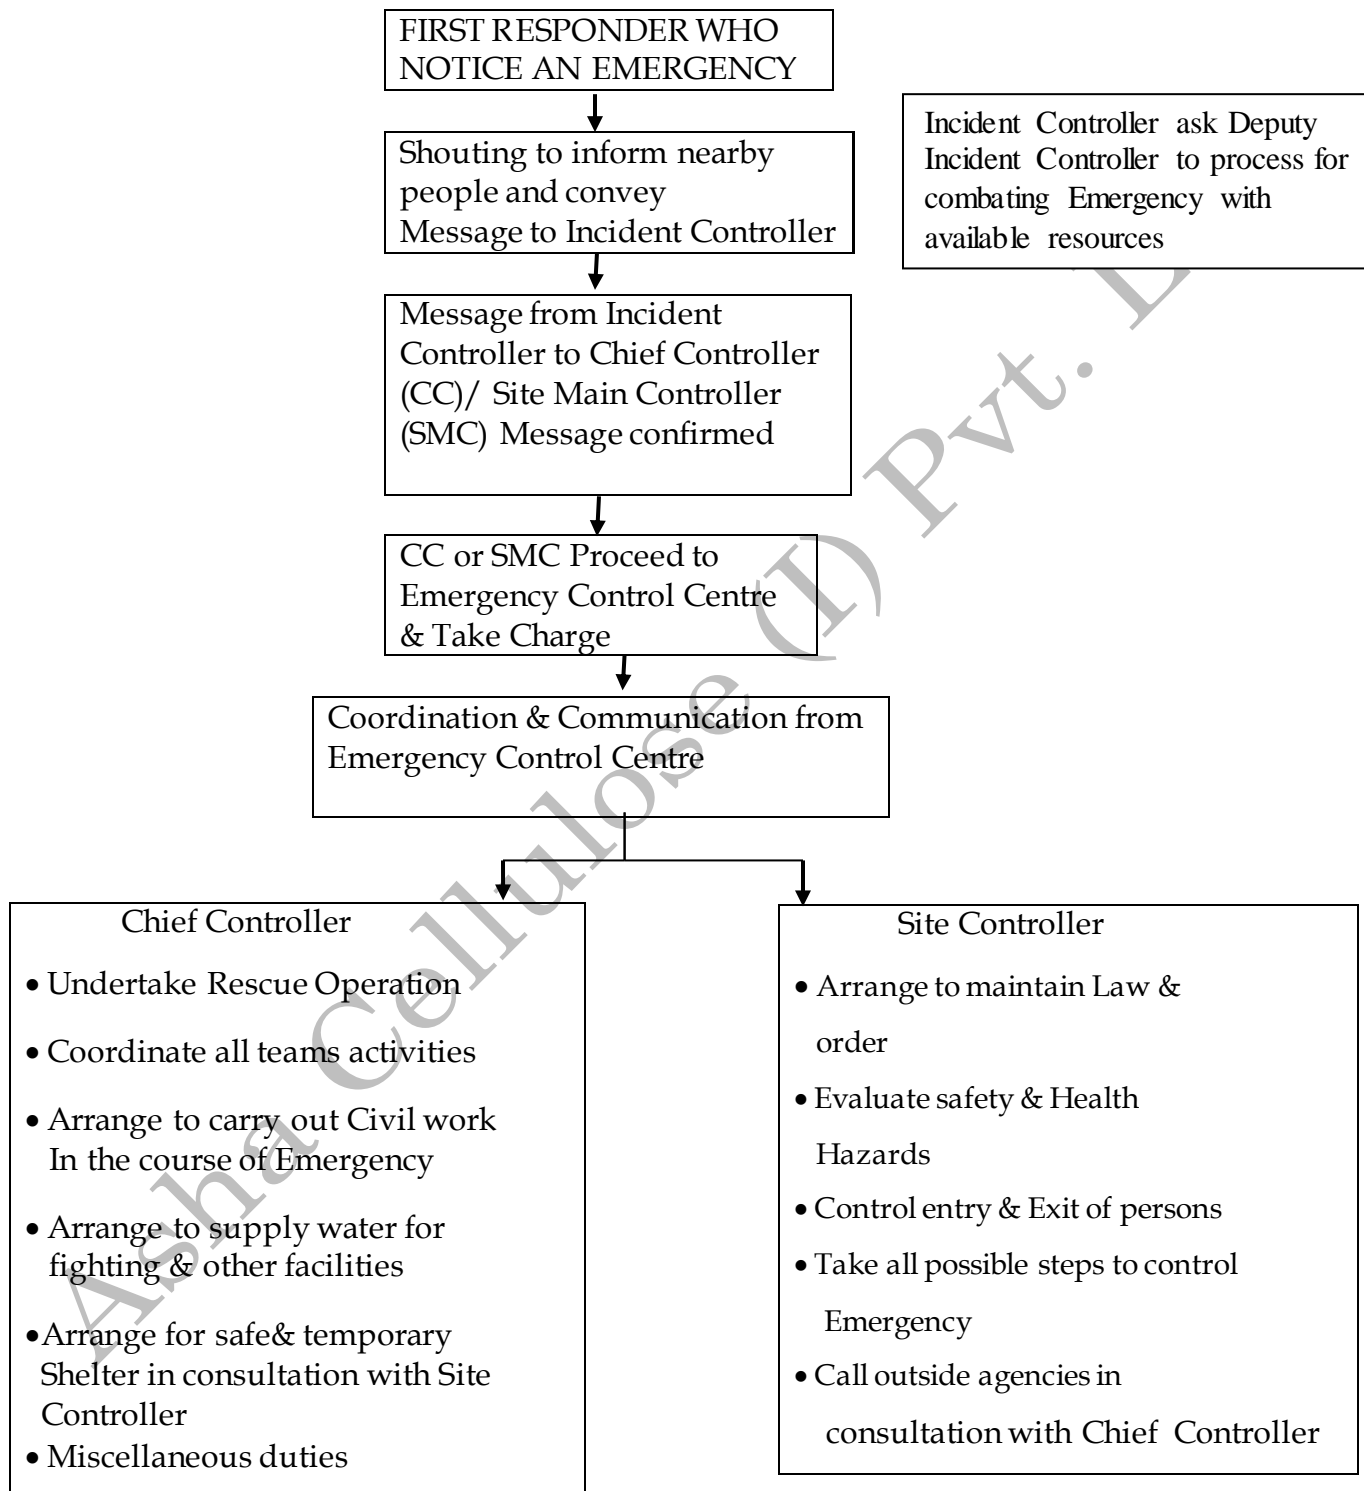 FIRST RESPONDER WHO
NOTICE AN EMERGENCY
Incident Controller ask Deputy
Incident Controller to process for
combating Emergency with
available resources
Shouting to inform nearby
people and convey
Message to Incident Controller
Message from Incident
Controller to Chief Controller
(CC)/ Site Main Controller
(SMC) Message confirmed
CC or SMC Proceed to
Emergency Control Centre
& Take Charge
Coordination & Communication from
Emergency Control Centre
Chief Controller
• Undertake Rescue Operation
• Coordinate all teams activities
• Arrange to carry out Civil work
In the course of Emergency
• Arrange to supply water for
fighting & other facilities
•Arrange for safe& temporary
Shelter in consultation with Site
Controller
• Miscellaneous duties
Site Controller
• Arrange to maintain Law &
order
• Evaluate safety & Health
Hazards
• Control entry & Exit of persons
• Take all possible steps to control
Emergency
• Call outside agencies in
consultation with Chief Controller
Asha Cellulose (I) Pvt.